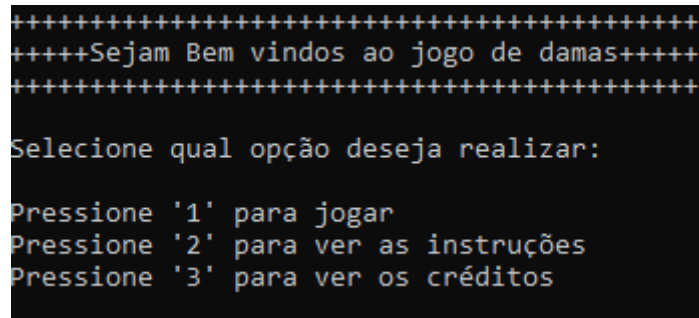 +++++++++++++++++++++++++++++++++++++++++++
+++++Sejam Bem vindos ao jogo de damas+++++
+++++++++++++++++++++++++++++++++++++++++++
Selecione qual opção deseja realizar:
Pressione '1' para jogar
Pressione '2' para ver as instruções
Pressione '3' para ver os créditos